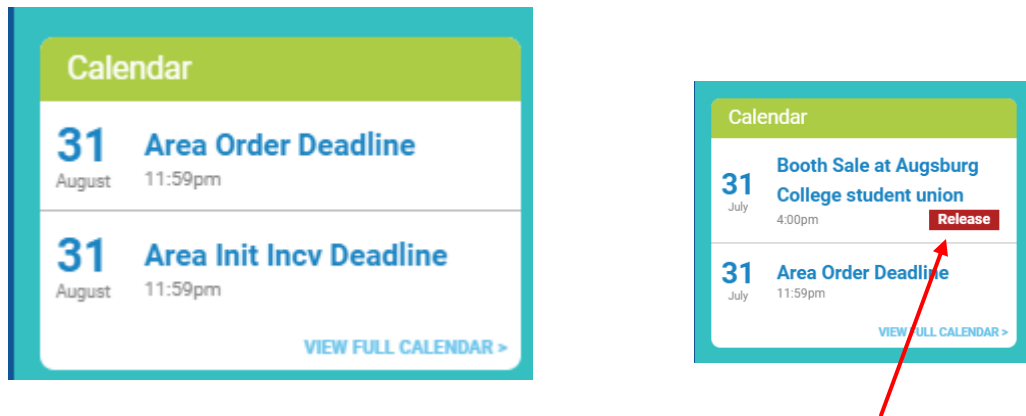 Calendar
31
August
Area Order Deadline
11:59pm
31
August
Area Init Incv Deadline
11:59pm
VIEW FULL CALENDAR >
Calendar
31
July
Booth Sale at Augsburg
College student union
4:00pm
Release
31
July
Area Order Deadline
11:59pm
VIEW FULL CALENDAR >